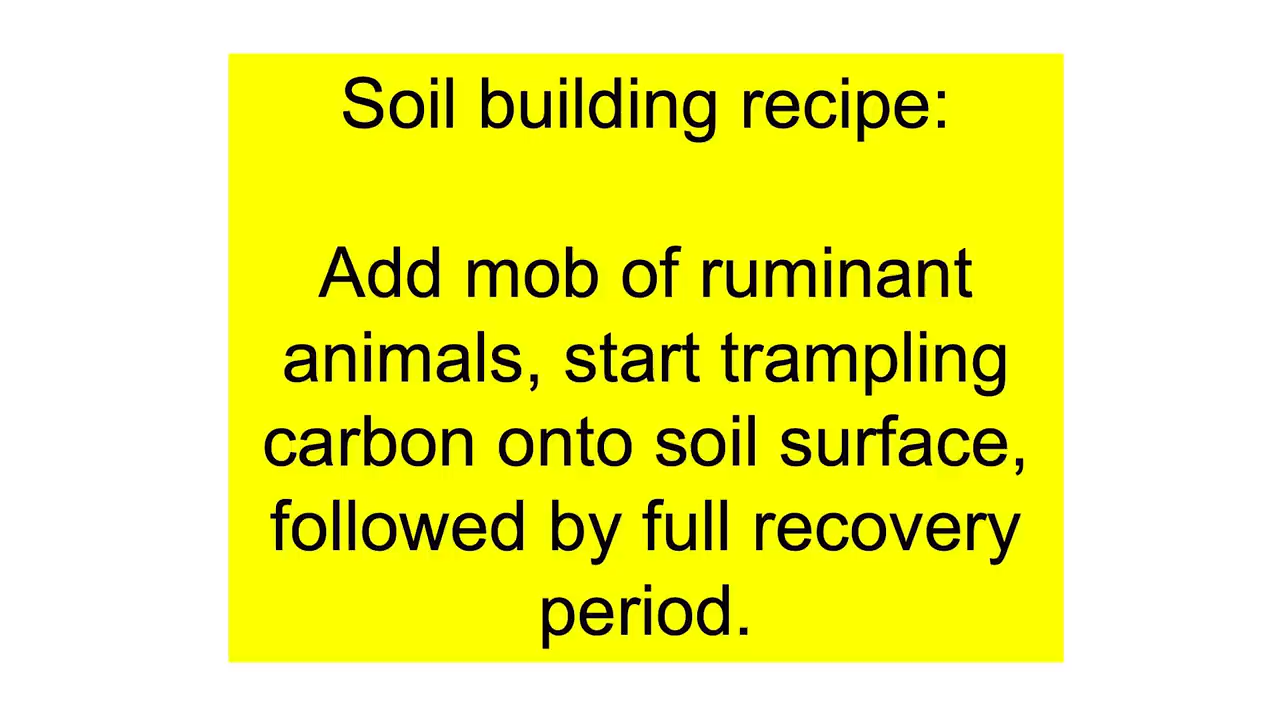 Soil building recipe:
Add mob of ruminant
animals, start trampling
carbon onto soil surface,
followed by full recovery
period.